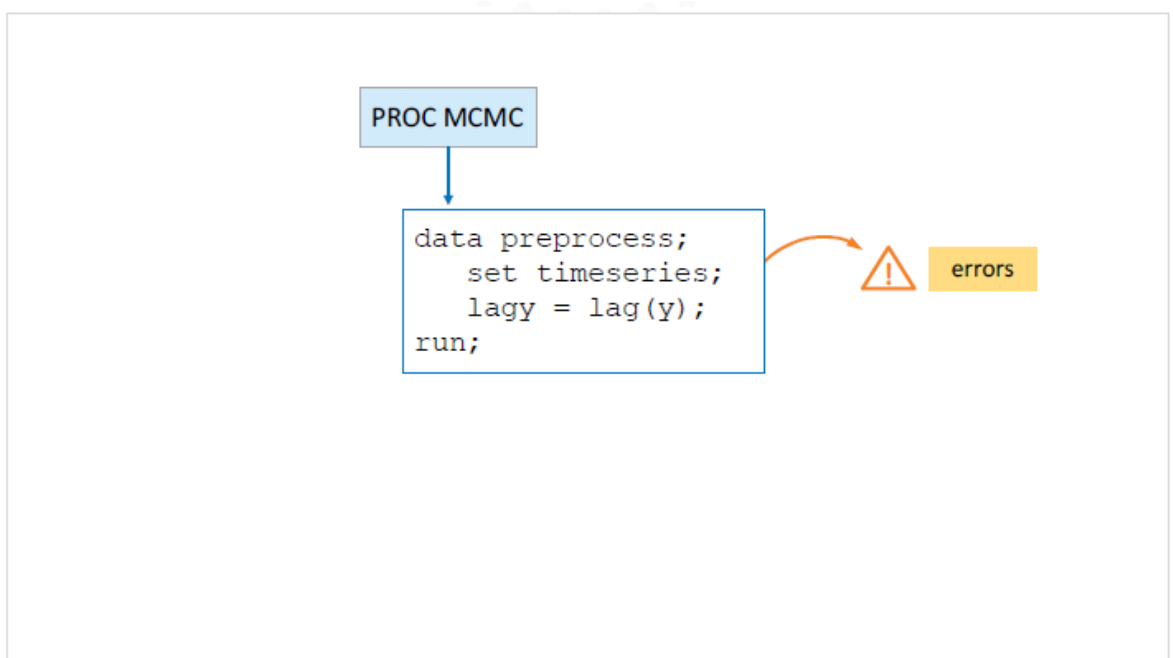 PROC MCMC
data preprocess;
set timeseries;
lagy = lag(y);
run;
errors